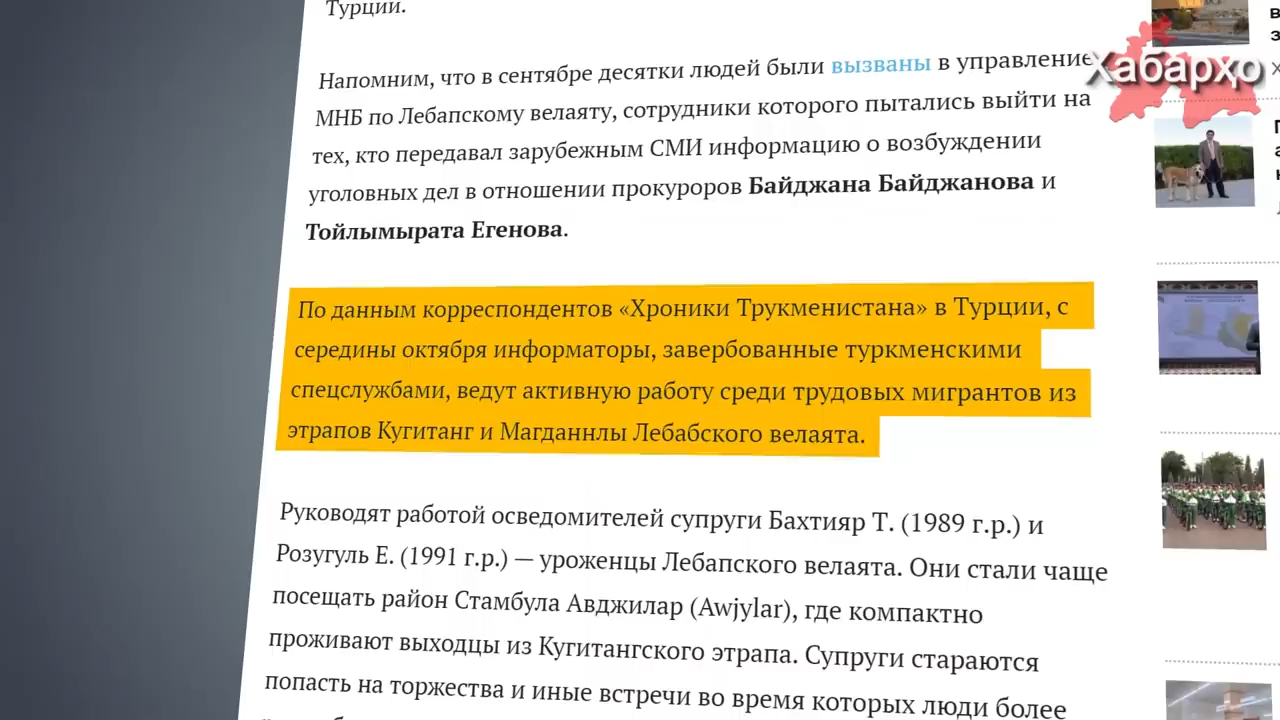 Турции.
Напомним, что в сентябре десятки людей были вызваны в управление
МНБ по Лебапскому велаяту, сотрудники которого пытались выйти на
тех, кто передавал зарубежным СМИ информацию о возбуждении
уголовных дел в отношении прокуроров Байджана Байджанова и
Тойлымырата Егенова.
По данным корреспондентов «Хроники Трукменистана» в Турции, с
середины октября информаторы, завербованные туркменскими
спецслужбами, ведут активную работу среди трудовых мигрантов из
этрапов Кугитанг и Магданнлы Лебабского велаята.
Руководят работой осведомителей супруги Бахтияр Т. (1989 г.р.) и
Розугуль Е. (1991 г.р.) — уроженцы Лебапского велаята. Они стали чаще
посещать район Стамбула Авджилар (Awjylar), где компактно
проживают выходцы из Кугитангского этрапа. Супруги стараются
попасть на торжества и иные встречи во время которых люди более
Хабарҳо